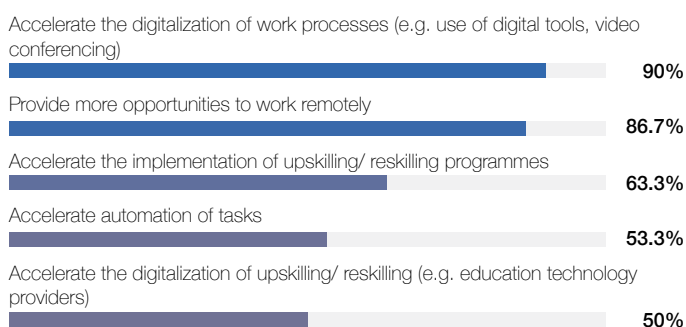 Accelerate the digitalization of work processes (e.g. use of digital tools, video
conferencing)
90%
Provide more opportunities to work remotely
86.7%
Accelerate the implementation of upskilling/ reskilling programmes
63.3%
Accelerate automation of tasks
53.3%
Accelerate the digitalization of upskilling/ reskilling (e.g. education technology
providers)
50%